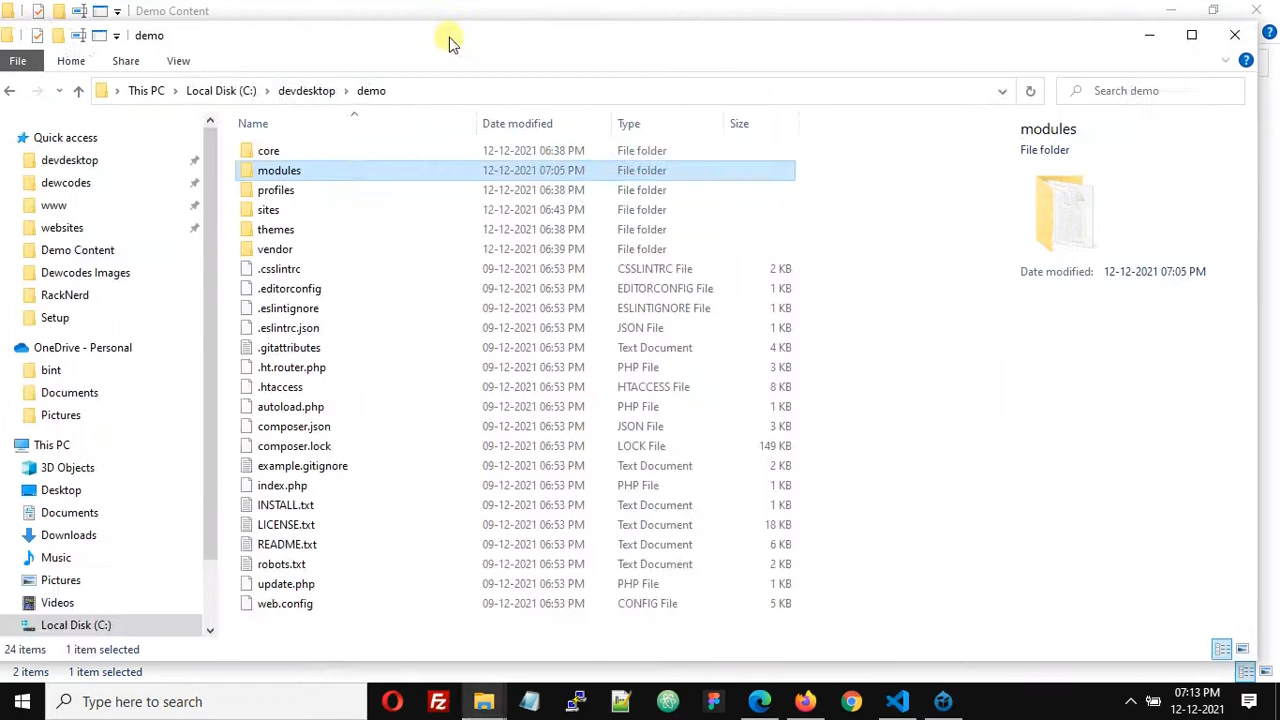 Demo Content
demo
File Home Share View
This PC Local Disk (C:) devdesktop demo Search demo
Name Date modified Type Size
Quick access
devdesktop
dewcodes
www
websites
Demo Content
Dewcodes Images
RackNerd
Setup
OneDrive - Personal
bint
Documents
Pictures
This PC
3D Objects
Desktop
Documents
Downloads
Music
Pictures
Videos
Local Disk (C:)
core 12-12-2021 06:38 PM File folder
modules 12-12-2021 07:05 PM File folder
profiles 12-12-2021 06:38 PM File folder
sites 12-12-2021 06:43 PM File folder
themes 12-12-2021 06:38 PM File folder
vendor 12-12-2021 06:39 PM File folder
.csslintrc 09-12-2021 06:53 PM CSSLINTRC File 2 KB
.editorconfig 09-12-2021 06:53 PM EDITORCONFIG File 1 KB
.eslintignore 09-12-2021 06:53 PM ESLINTIGNORE File 1 KB
.eslintrc.json 09-12-2021 06:53 PM JSON File 1 KB
.gitattributes 09-12-2021 06:53 PM Text Document 4 KB
.ht.router.php 09-12-2021 06:53 PM PHP File 3 KB
.htaccess 09-12-2021 06:53 PM HTACCESS File 8 KB
autoload.php 09-12-2021 06:53 PM PHP File 1 KB
composer.json 09-12-2021 06:53 PM JSON File 3 KB
composer.lock 09-12-2021 06:53 PM LOCK File 149 KB
example.gitignore 09-12-2021 06:53 PM Text Document 2 KB
index.php 09-12-2021 06:53 PM PHP File 1 KB
INSTALL.txt 09-12-2021 06:53 PM Text Document 1 KB
LICENSE.txt 09-12-2021 06:53 PM Text Document 18 KB
README.txt 09-12-2021 06:53 PM Text Document 6 KB
robots.txt 09-12-2021 06:53 PM Text Document 2 KB
update.php 09-12-2021 06:53 PM PHP File 1 KB
web.config 09-12-2021 06:53 PM CONFIG File 5 KB
modules
File folder
Date modified: 12-12-2021 07:05 PM
24 items 1 item selected
2 items 1 item selected
Type here to search
07:13 PM
12-12-2021